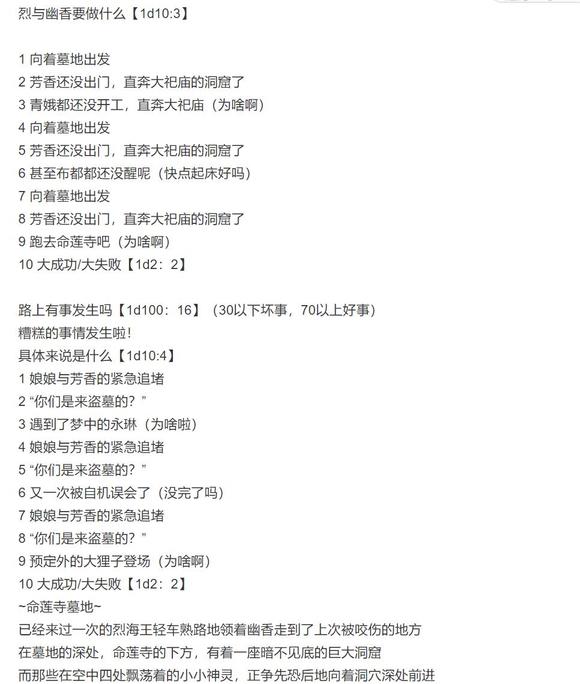 烈与幽香要做什么【1d10:3】
1 向着墓地出发
2 芳香还没出门，直奔大祀庙的洞窟了
3 青娥都还没开工，直奔大祀庙（为啥啊）
4 向着墓地出发
5 芳香还没出门，直奔大祀庙的洞窟了
6 甚至布都都还没醒呢（快点起床好吗）
7 向着墓地出发
8 芳香还没出门，直奔大祀庙的洞窟了
9 跑去命莲寺吧（为啥啊）
10 大成功/大失败【1d2：2】
路上有事发生吗【1d100：16】（30以下坏事，70以上好事）
糟糕的事情发生啦！
具体来说是什么【1d10:4】
1 娘娘与芳香的紧急追堵
2 “你们是来盗墓的？”
3 遇到了梦中的永琳（为啥啦）
4 娘娘与芳香的紧急追堵
5 “你们是来盗墓的？”
6 又一次被自机误会了（没完了吗）
7 娘娘与芳香的紧急追堵
8 “你们是来盗墓的？”
9 预定外的大狸子登场（为啥啊）
10 大成功/大失败【1d2：2】
~命莲寺墓地~
已经来过一次的烈海王轻车熟路地领着幽香走到了上次被咬伤的地方
在墓地的深处，命莲寺的下方，有着一座暗不见底的巨大洞窟
而那些在空中四处飘荡着的小小神灵，正争先恐后地向着洞穴深处前进